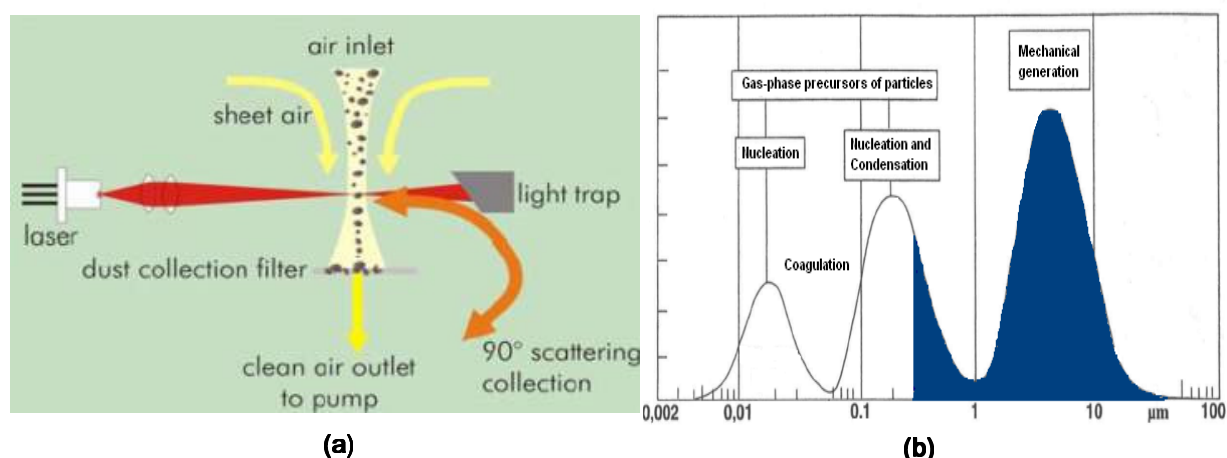 air inlet
sheet air
laser
light trap
dust collection filter
90° scattering
collection
clean air outlet
to pump
(a)
Mechanical
generation
Gas-phase precursors of particles
Nucleation
Nucleation and
Condensation
Coagulation
0,002
0,01
0.1
1
10
µm
100
(b)